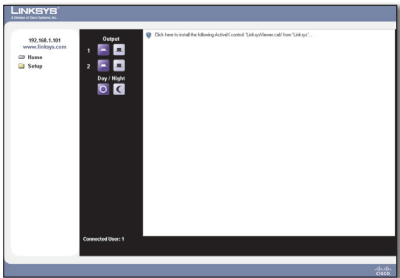 LINKSYS®
A Division of Cisco Systems, Inc.
192.168.1.101
www.linksys.com
Home
Setup
Output
1
2
Day / Night
Click here to install the following ActiveX control: 'LinksysViewer.cab' from 'Linksys'...
Connected User: 1
CISCO